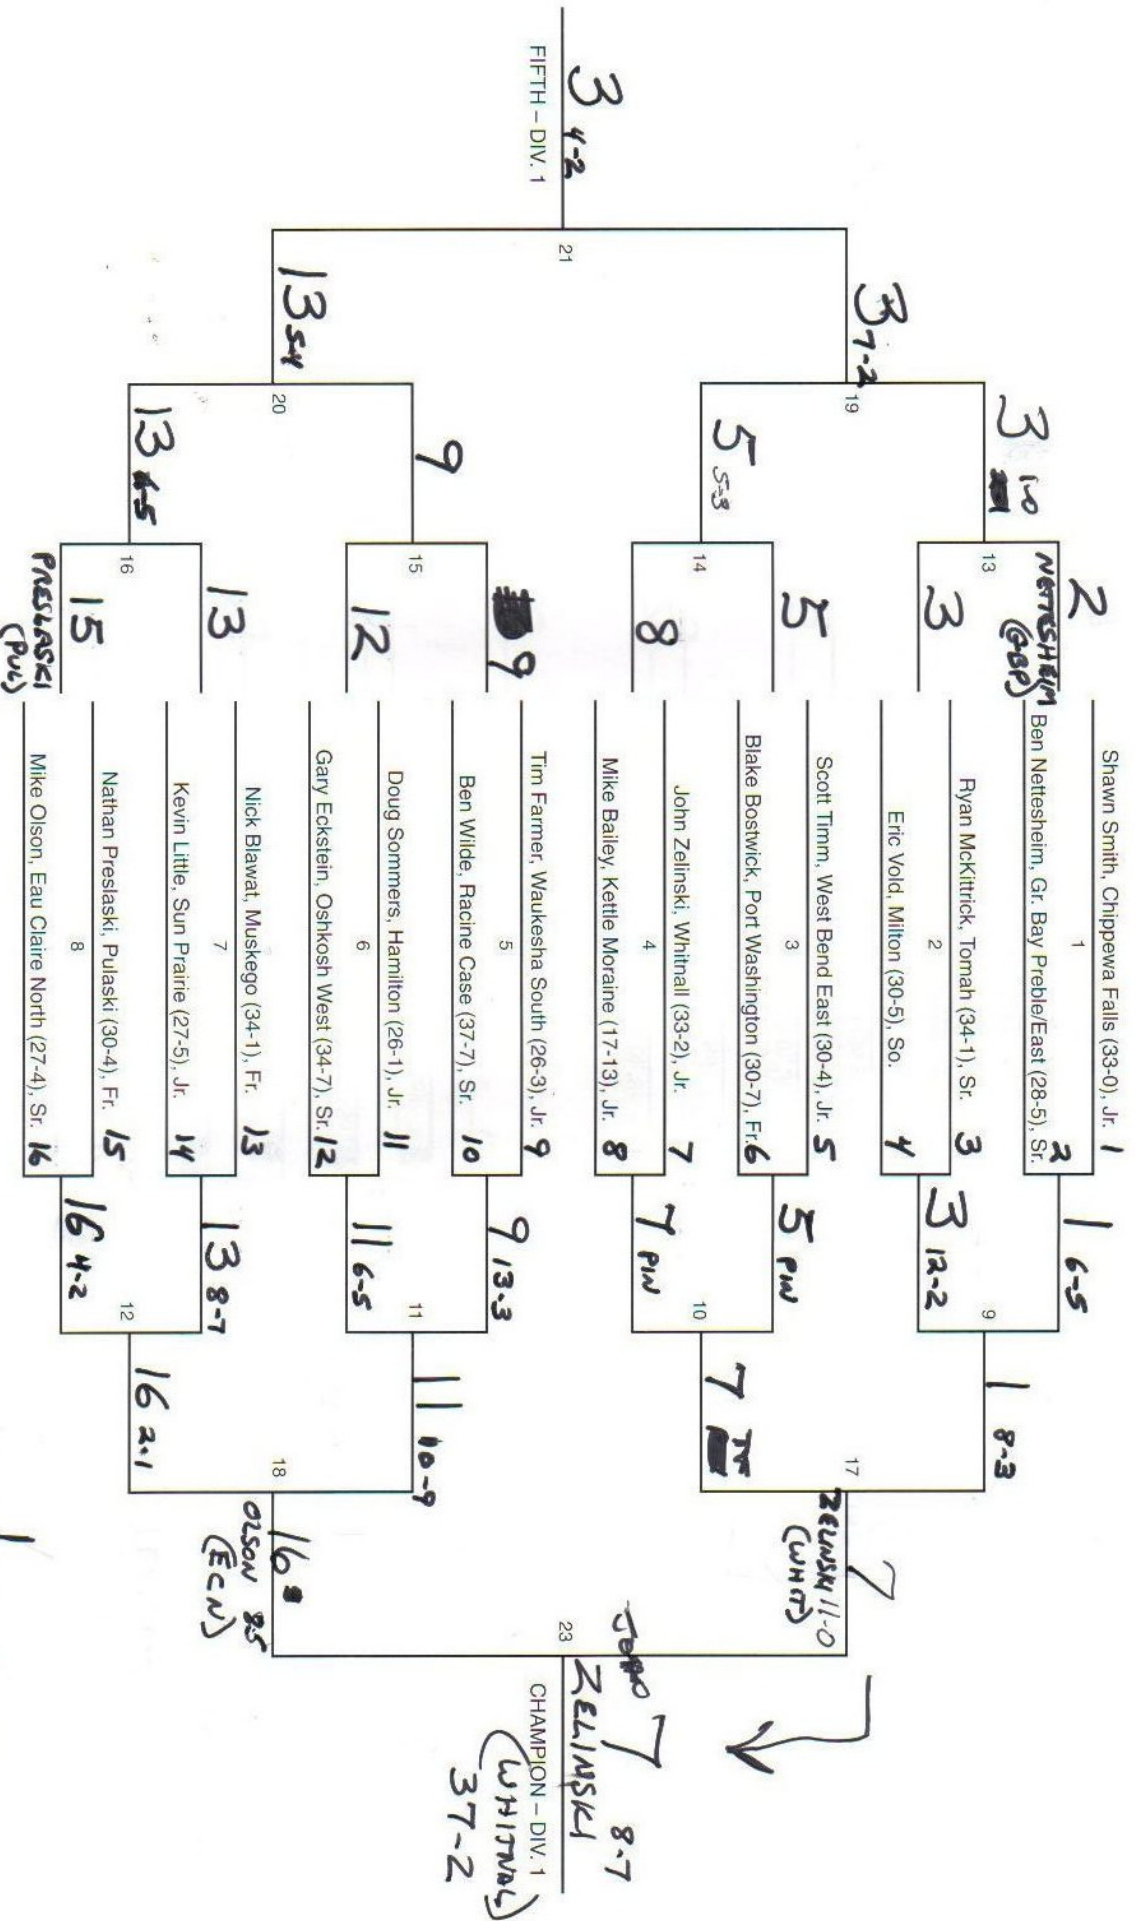 Shawn Smith, Chippewa Falls (33-0), Jr. 1
1
Ben Nettesheim, Gr. Bay Preble/East (28-5), Sr. 2
Ryan McKittrick, Tomah (34-1), Sr. 3
2
Eric Vold, Milton (30-5), So. 4
Scott Timm, West Bend East (30-4), Jr. 5
3
Blake Bostwick, Port Washington (30-7), Fr. 6
John Zelinski, Whitnall (33-2), Jr. 7
4
Mike Bailey, Kettle Moraine (17-13), Jr. 8
Tim Farmer, Waukesha South (26-3), Jr. 9
5
Ben Wilde, Racine Case (37-7), Sr. 10
Doug Sommers, Hamilton (26-1), Jr. 11
6
Gary Eckstein, Oshkosh West (34-7), Sr. 12
Nick Blawat, Muskego (34-1), Fr. 13
7
Kevin Little, Sun Prairie (27-5), Jr. 14
Nathan Preslaski, Pulaski (30-4), Fr. 15
8
Mike Olson, Eau Claire North (27-4), Sr. 16
1 6-5
9
3 12-2
5 PIN
10
7 PIN
9 13-3
11
11 6-5
13 8-7
12
16 4-2
1 8-3
17
7 TF
11 10-9
18
16 2-1
7
ZELINSKI 11-0
(WHIT)
23
16
OLSON 8-5
(ECN)
JOHN 7 8-7
ZELINSKI
CHAMPION – DIV. 1
(WHITNAL)
37-2
2
NETTESHEIM
(GBP)
13
3
5
14
8
9
15
12
13
16
15
PRESLASKI
(PUL)
3 1-0
19
5 5-3
9
20
13 6-5
3 7-2
21
13 5-4
3 4-2
FIFTH – DIV. 1
1